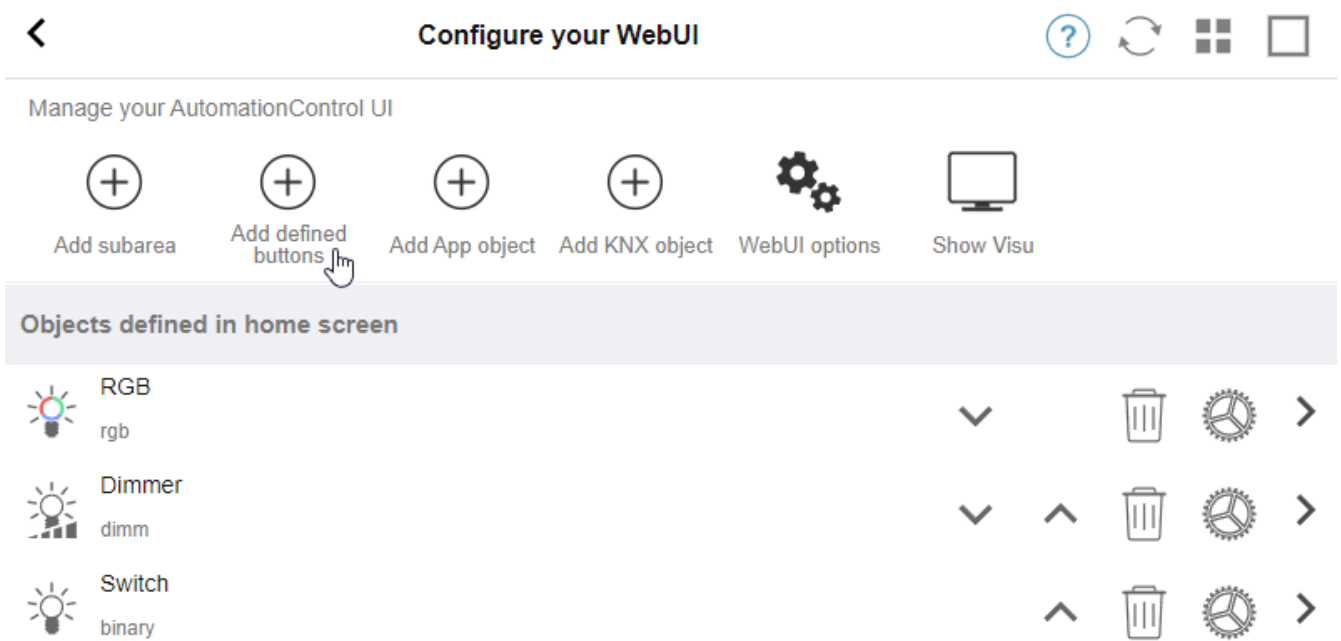 Configure your WebUI
?
Manage your AutomationControl UI
Add subarea
Add defined
buttons
Add App object
Add KNX object
WebUI options
Show Visu
Objects defined in home screen
RGB
rgb
Dimmer
dimm
Switch
binary